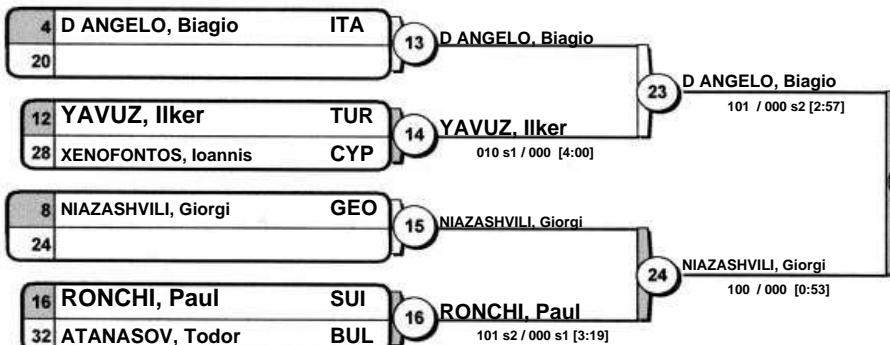 4 D ANGELO, Biagio ITA
20
13 D ANGELO, Biagio
12 YAVUZ, Ilker TUR
28 XENOFONTOS, Ioannis CYP
14 YAVUZ, Ilker
010 s1 / 000 [4:00]
23 D ANGELO, Biagio
101 / 000 s2 [2:57]
8 NIAZASHVILI, Giorgi GEO
24
15 NIAZASHVILI, Giorgi
16 RONCHI, Paul SUI
32 ATANASOV, Todor BUL
16 RONCHI, Paul
101 s2 / 000 s1 [3:19]
24 NIAZASHVILI, Giorgi
100 / 000 [0:53]